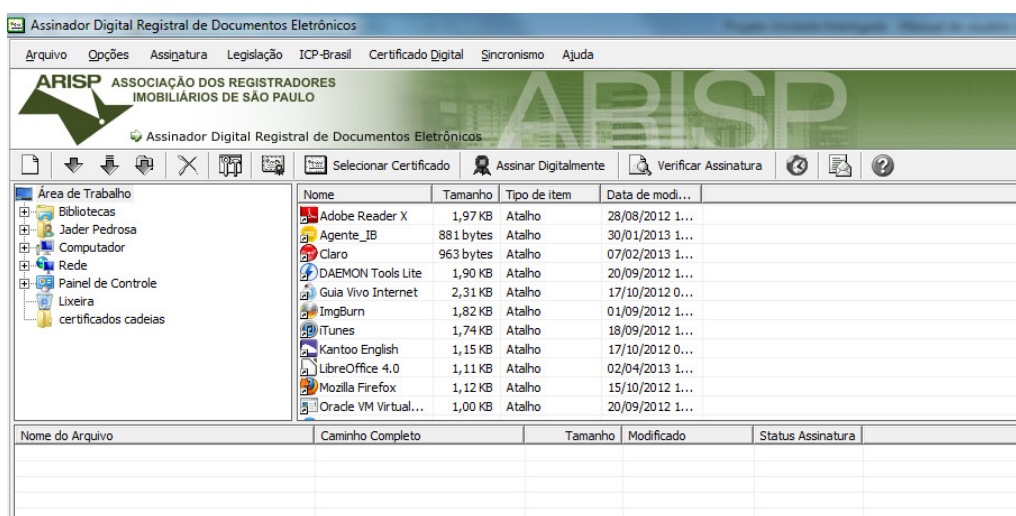 Assinador Digital Registral de Documentos Eletrônicos
Arquivo Opções Assinatura Legislação ICP-Brasil Certificado Digital Sincronismo Ajuda
ARISP ASSOCIAÇÃO DOS REGISTRADORES
IMOBILIÁRIOS DE SÃO PAULO
ARISP
Assinador Digital Registral de Documentos Eletrônicos
Selecionar Certificado Assinar Digitalmente Verificar Assinatura
Área de Trabalho
Bibliotecas
Jader Pedrosa
Computador
Rede
Painel de Controle
Lixeira
certificados cadeias
Nome Tamanho Tipo de item Data de modi...
Adobe Reader X 1,97 KB Atalho 28/08/2012 1...
Agente_IB 881 bytes Atalho 30/01/2013 1...
Claro 963 bytes Atalho 07/02/2013 1...
DAEMON Tools Lite 1,90 KB Atalho 20/09/2012 1...
Guia Vivo Internet 2,31 KB Atalho 17/10/2012 0...
ImgBurn 1,82 KB Atalho 01/09/2012 1...
iTunes 1,74 KB Atalho 18/09/2012 1...
Kantoo English 1,15 KB Atalho 17/10/2012 0...
LibreOffice 4.0 1,11 KB Atalho 02/04/2013 1...
Mozilla Firefox 1,12 KB Atalho 15/10/2012 1...
Oracle VM Virtual... 1,00 KB Atalho 20/09/2012 1...
Nome do Arquivo Caminho Completo Tamanho Modificado Status Assinatura